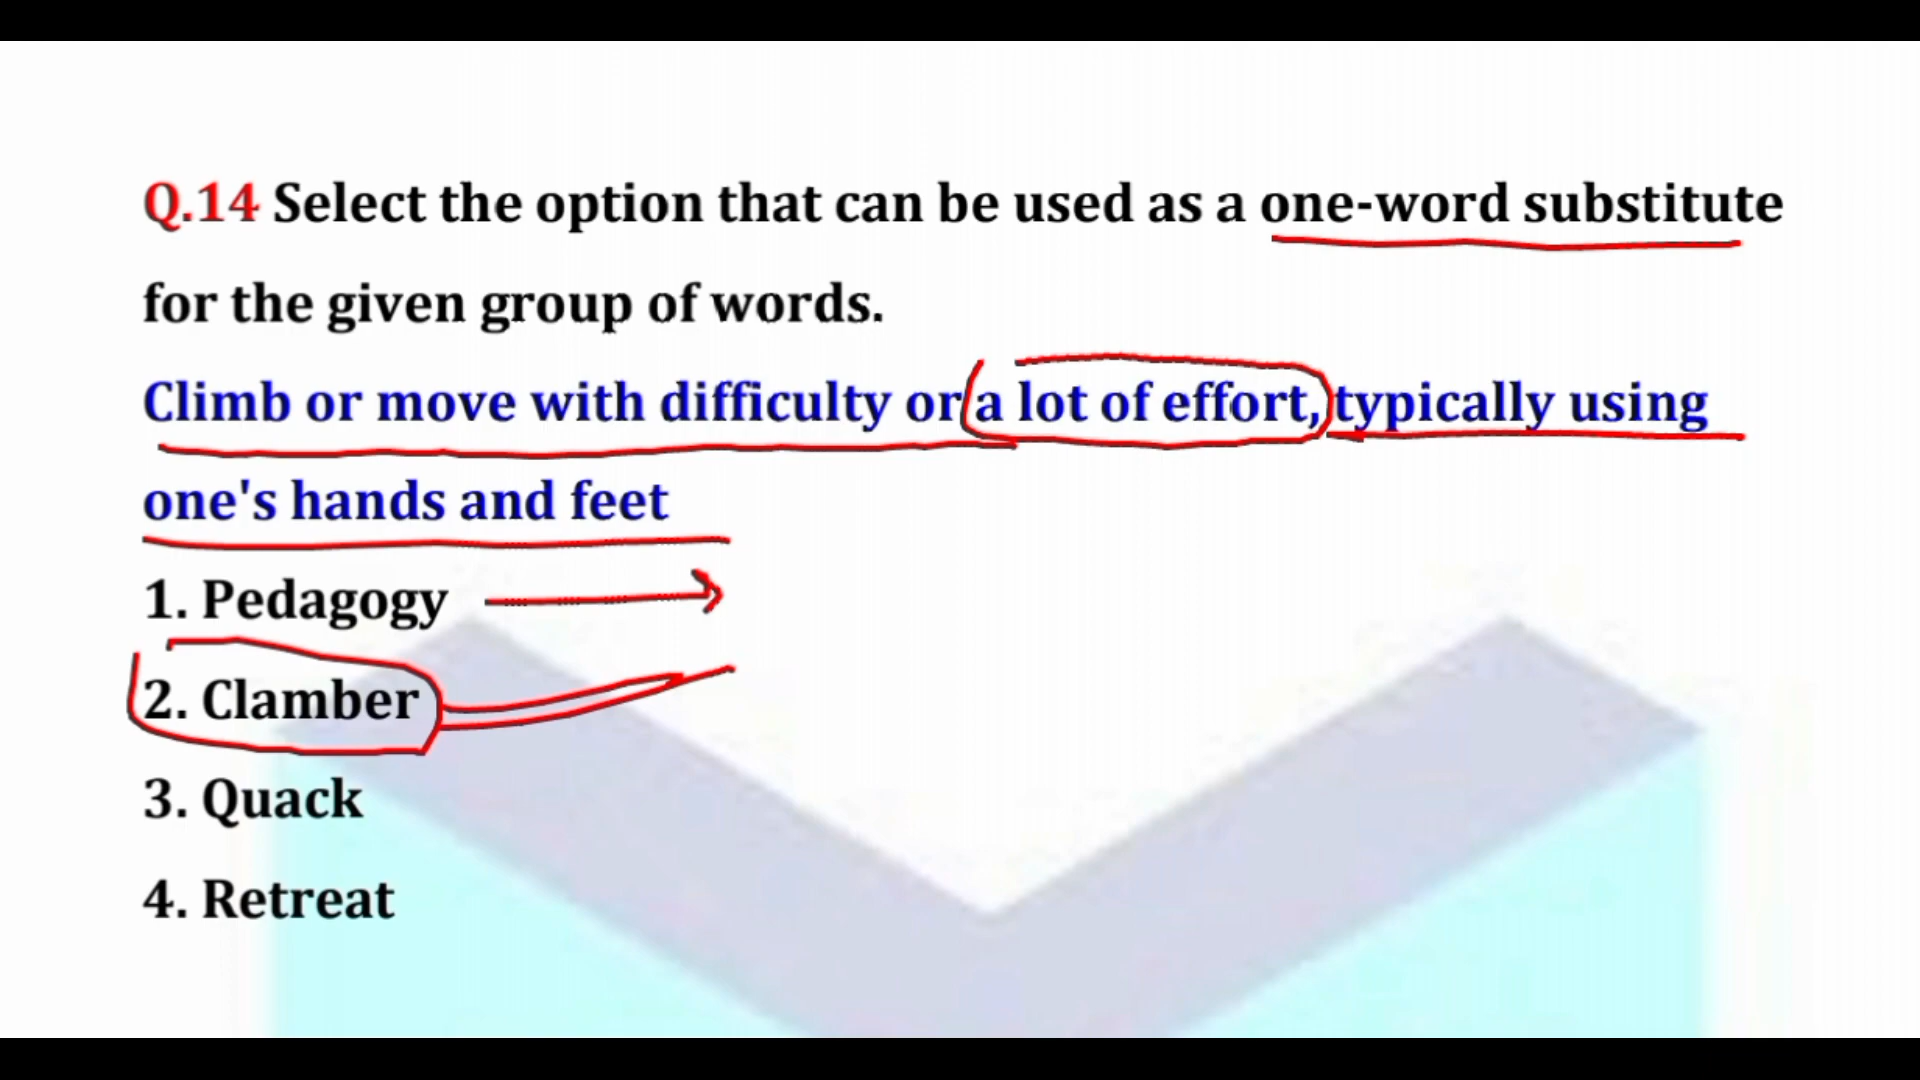 Q.14 Select the option that can be used as a one-word substitute
for the given group of words.
Climb or move with difficulty or a lot of effort, typically using
one's hands and feet
1. Pedagogy
2. Clamber
3. Quack
4. Retreat